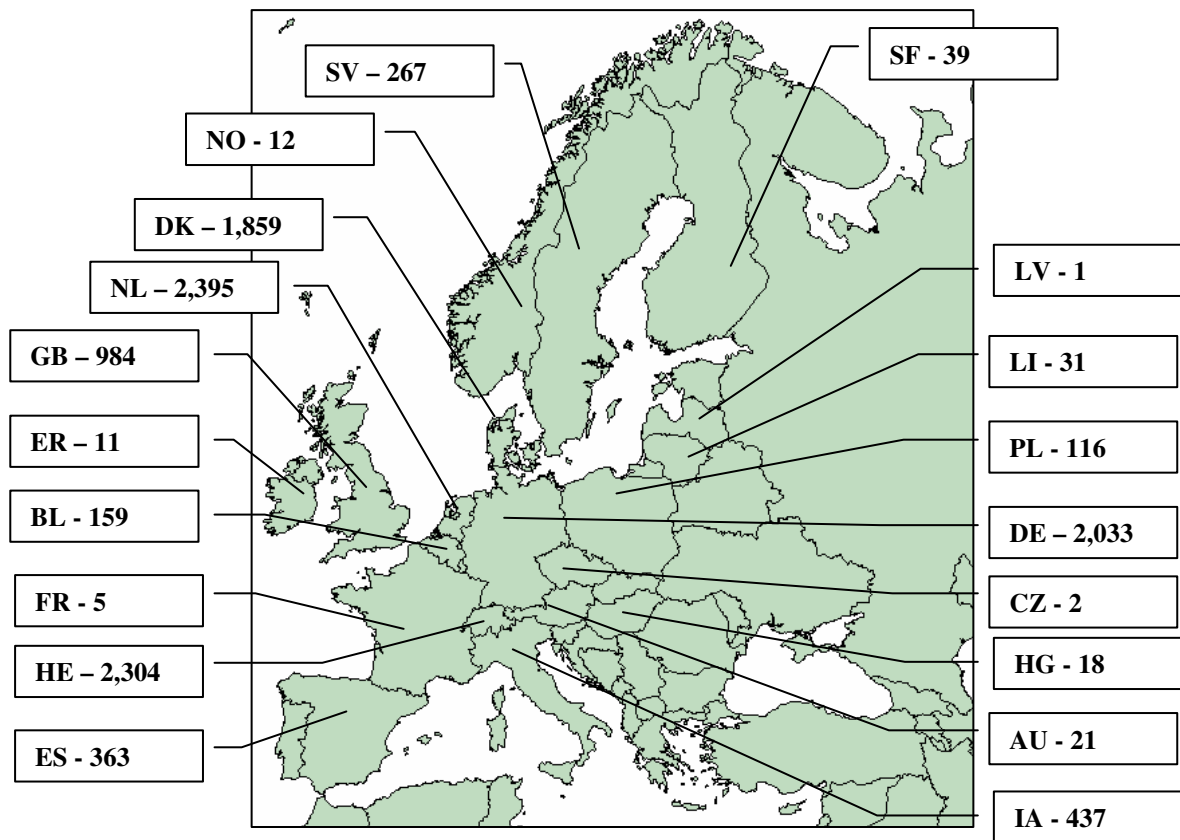 SV – 267
SF - 39
NO - 12
DK – 1,859
NL – 2,395
GB – 984
ER – 11
BL - 159
FR - 5
HE – 2,304
ES - 363
LV - 1
LI - 31
PL - 116
DE – 2,033
CZ - 2
HG - 18
AU - 21
IA - 437